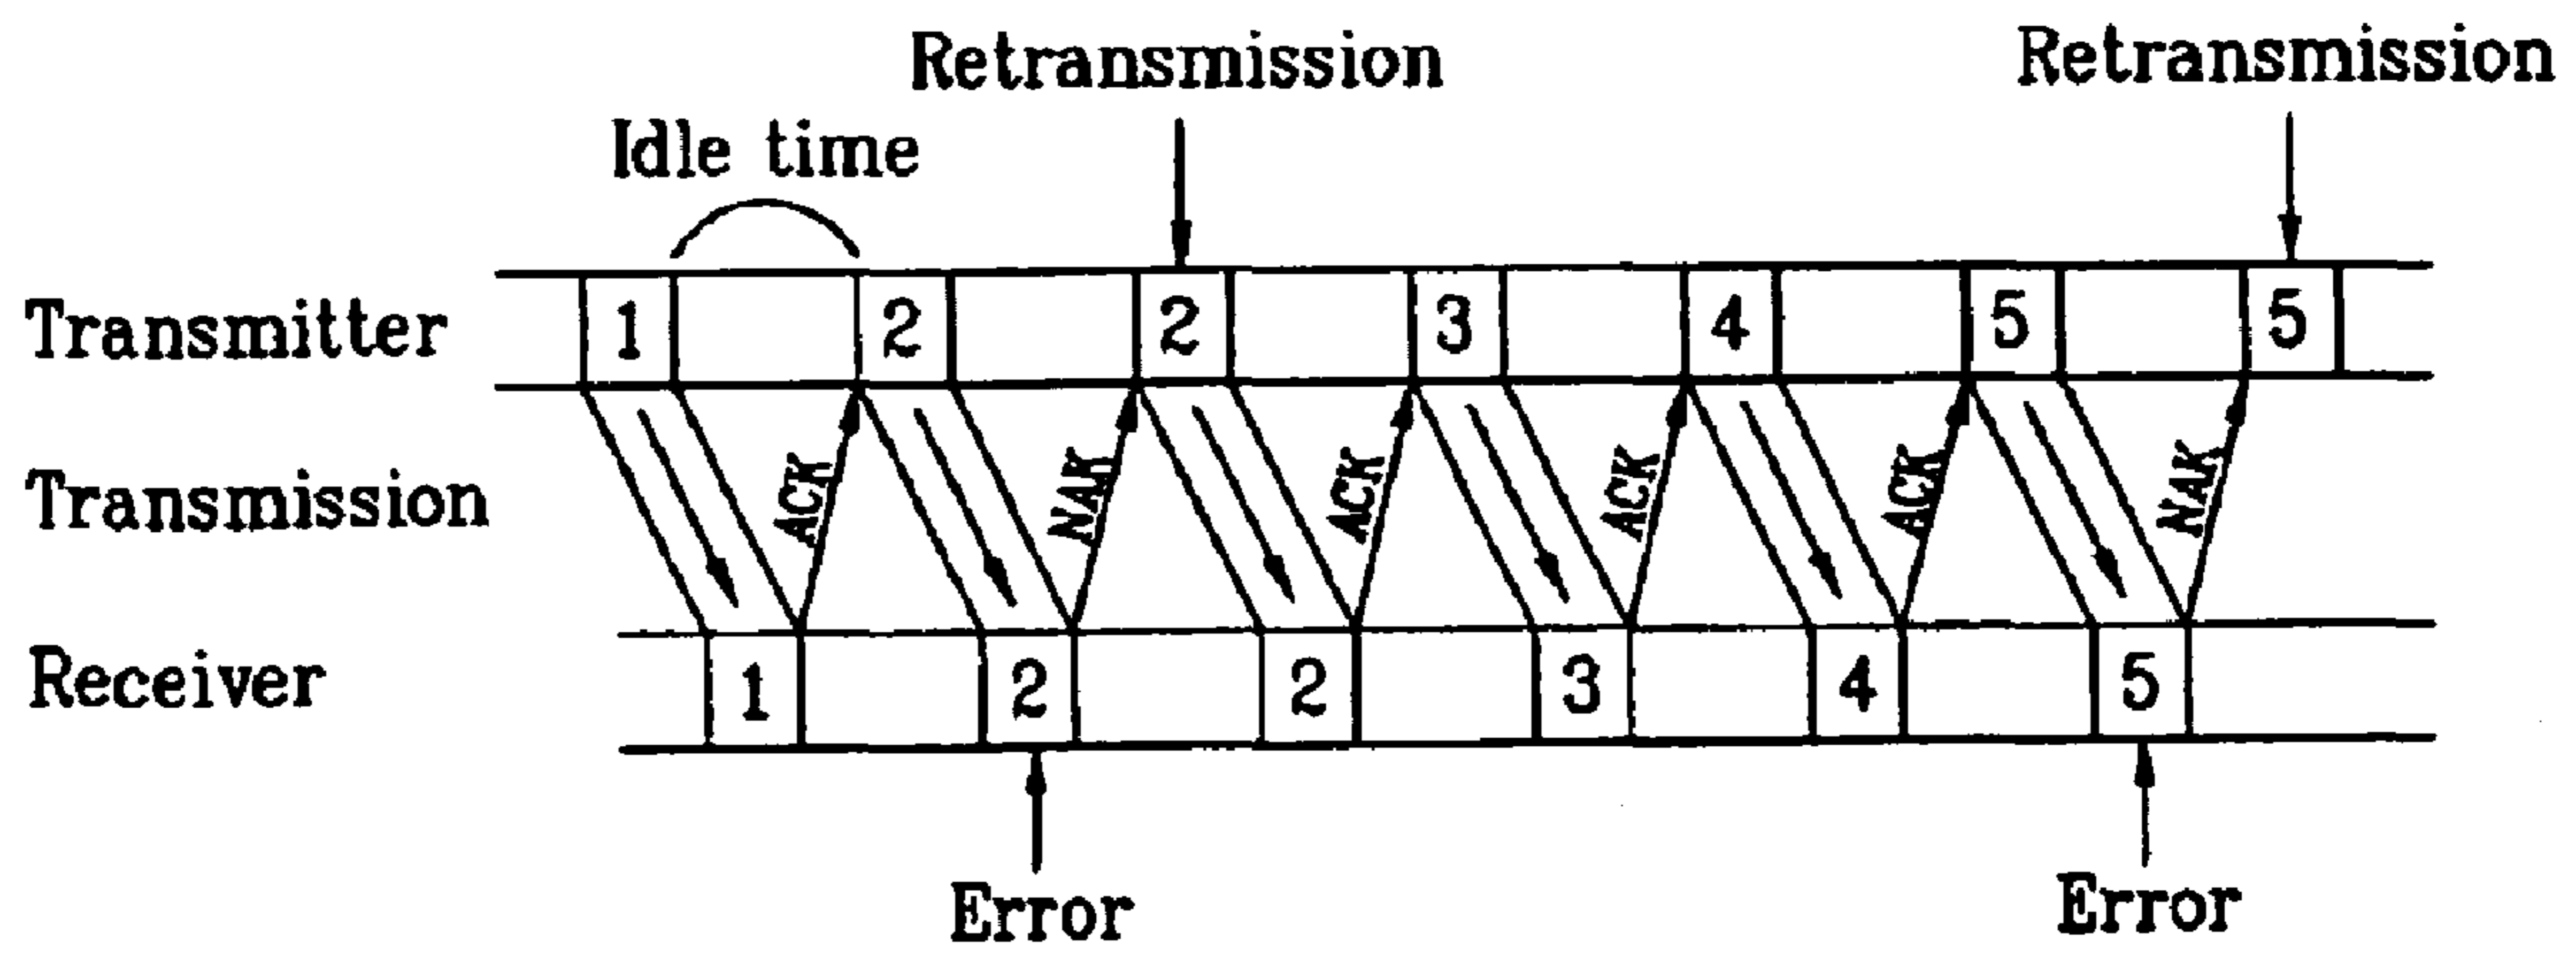 Retransmission Retransmission
Idle time
Transmitter 1 2 2 3 4 5 5
Transmission ACK NAK ACK ACK ACK NAK
Receiver 1 2 2 3 4 5
Error Error